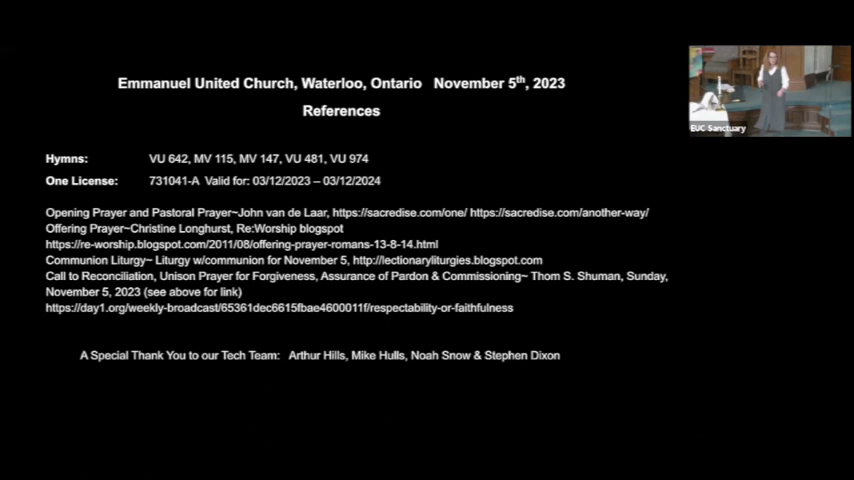 Emmanuel United Church, Waterloo, Ontario November 5th, 2023
References
Hymns: VU 642, MV 115, MV 147, VU 481, VU 974
One License: 731041-A Valid for: 03/12/2023 – 03/12/2024
Opening Prayer and Pastoral Prayer~John van de Laar, https://sacredise.com/one/ https://sacredise.com/another-way/
Offering Prayer~Christine Longhurst, Re:Worship blogspot
https://re-worship.blogspot.com/2011/08/offering-prayer-romans-13-8-14.html
Communion Liturgy~ Liturgy w/communion for November 5, http://lectionaryliturgies.blogspot.com
Call to Reconciliation, Unison Prayer for Forgiveness, Assurance of Pardon & Commissioning~ Thom S. Shuman, Sunday,
November 5, 2023 (see above for link)
https://day1.org/weekly-broadcast/65361dec6615fbae4600011f/respectability-or-faithfulness
A Special Thank You to our Tech Team: Arthur Hills, Mike Hulls, Noah Snow & Stephen Dixon
EUC Sanctuary